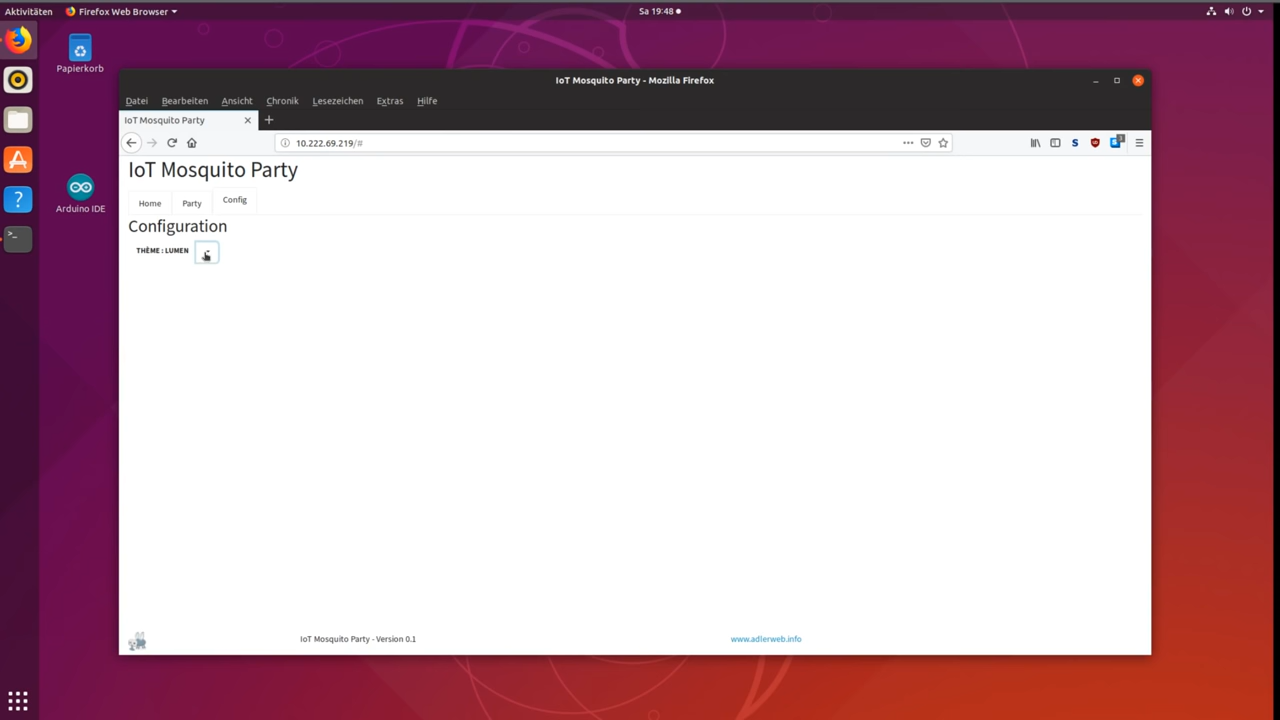 Aktivitäten Firefox Web Browser Sa 19:48
Papierkorb
Arduino IDE
IoT Mosquito Party - Mozilla Firefox
Datei Bearbeiten Ansicht Chronik Lesezeichen Extras Hilfe
IoT Mosquito Party
10.222.69.219/#
IoT Mosquito Party
Home Party Config
Configuration
THÈME : LUMEN
IoT Mosquito Party - Version 0.1 www.adlerweb.info